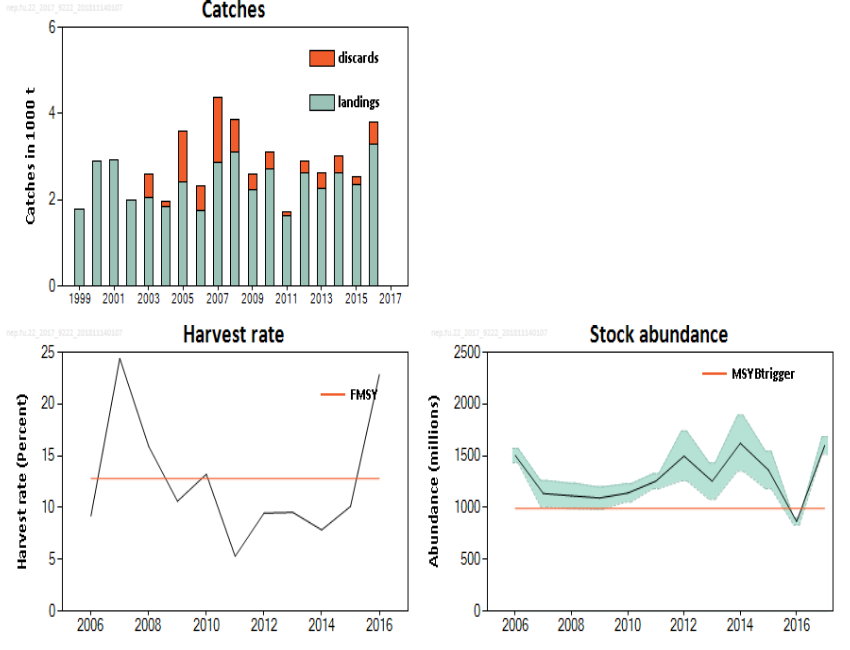 Catches
6
discards
landings
4
2
0
Catches in 1000 t
1999 2001 2003 2005 2007 2009 2011 2013 2015 2017
Harvest rate
25
FMSY
20
15
10
5
0
Harvest rate (Percent)
2006 2008 2010 2012 2014 2016
Stock abundance
2500
MSYBtrigger
2000
1500
1000
500
0
Abundance (millions)
2006 2008 2010 2012 2014 2016